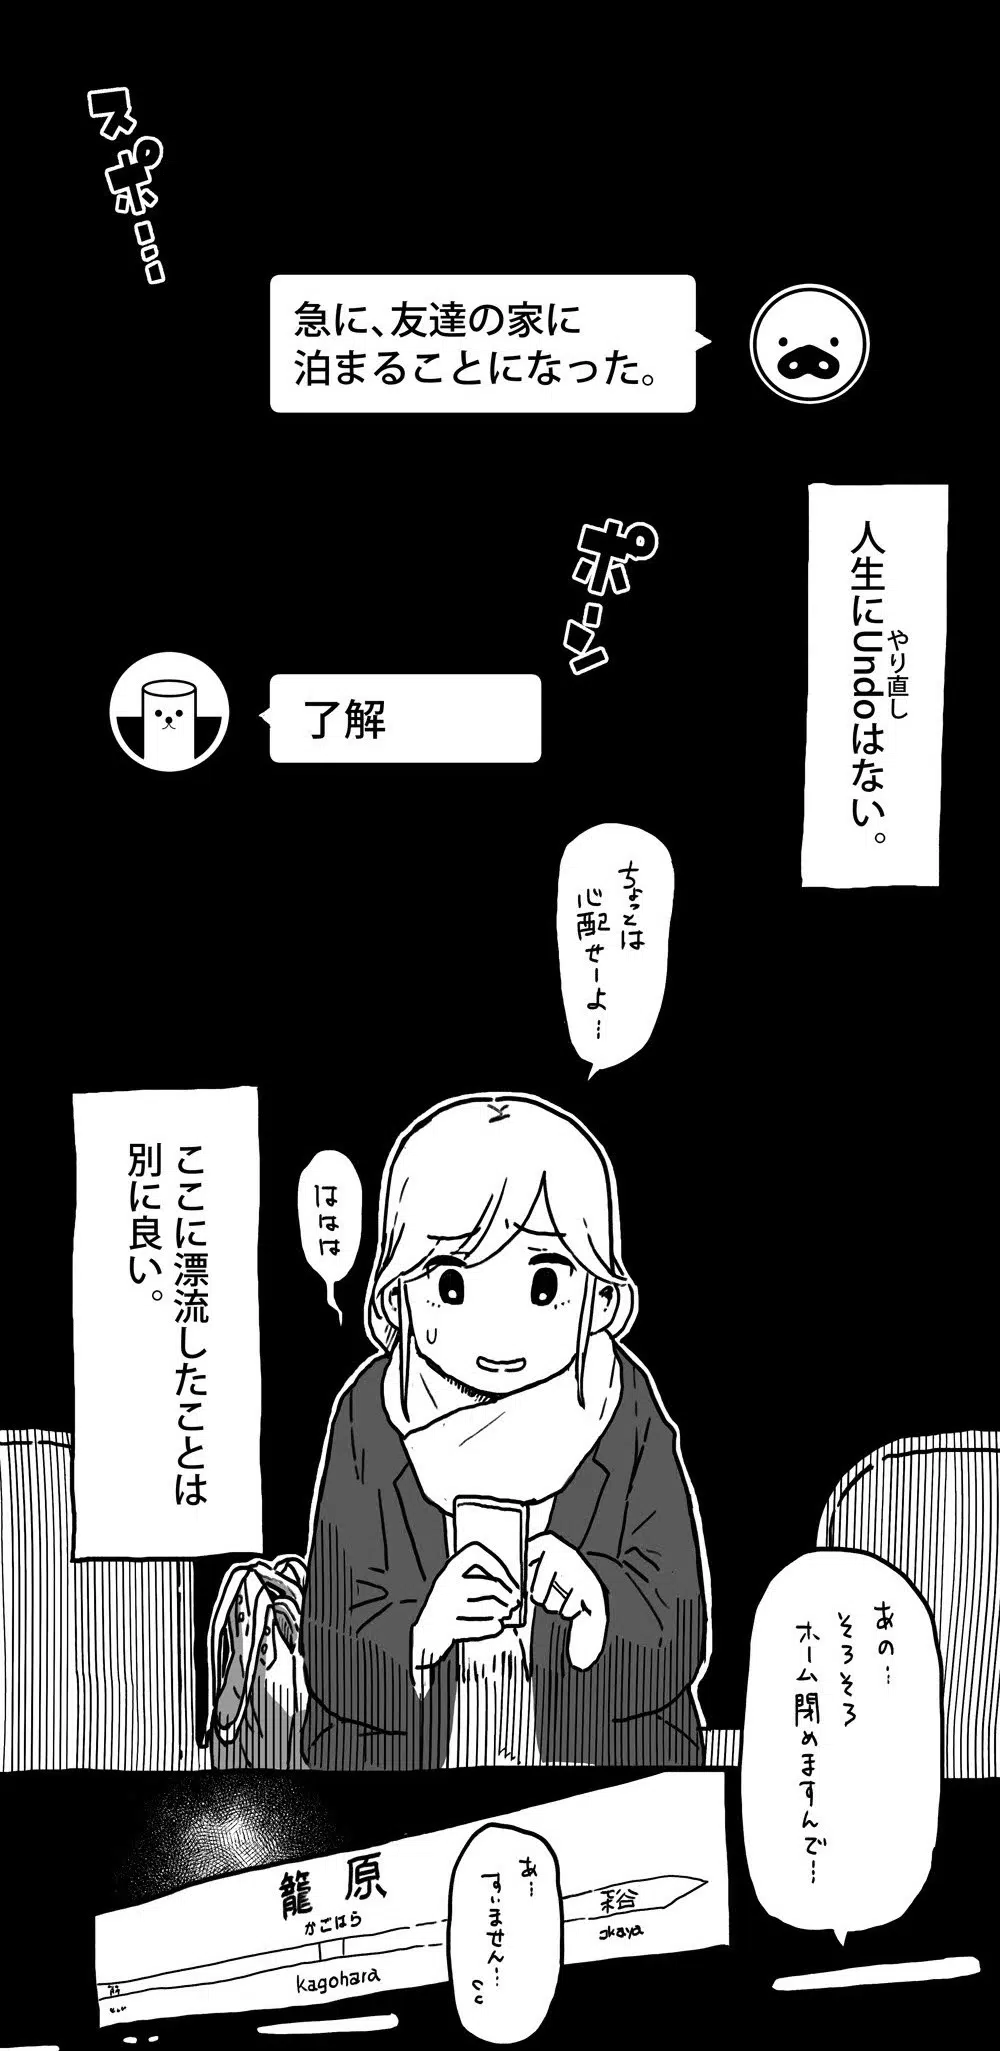 スポ…
急に、友達の家に
泊まることになった。
人生にUndoはない。
やり直し
ポーン
了解
ちょっとは
心配せーよ…
ここに漂流したことは
別に良い。
ははは
あの…
そろそろ
ホーム閉めますんで…
籠原
かごはら
Kagohara
あ…
すいません…